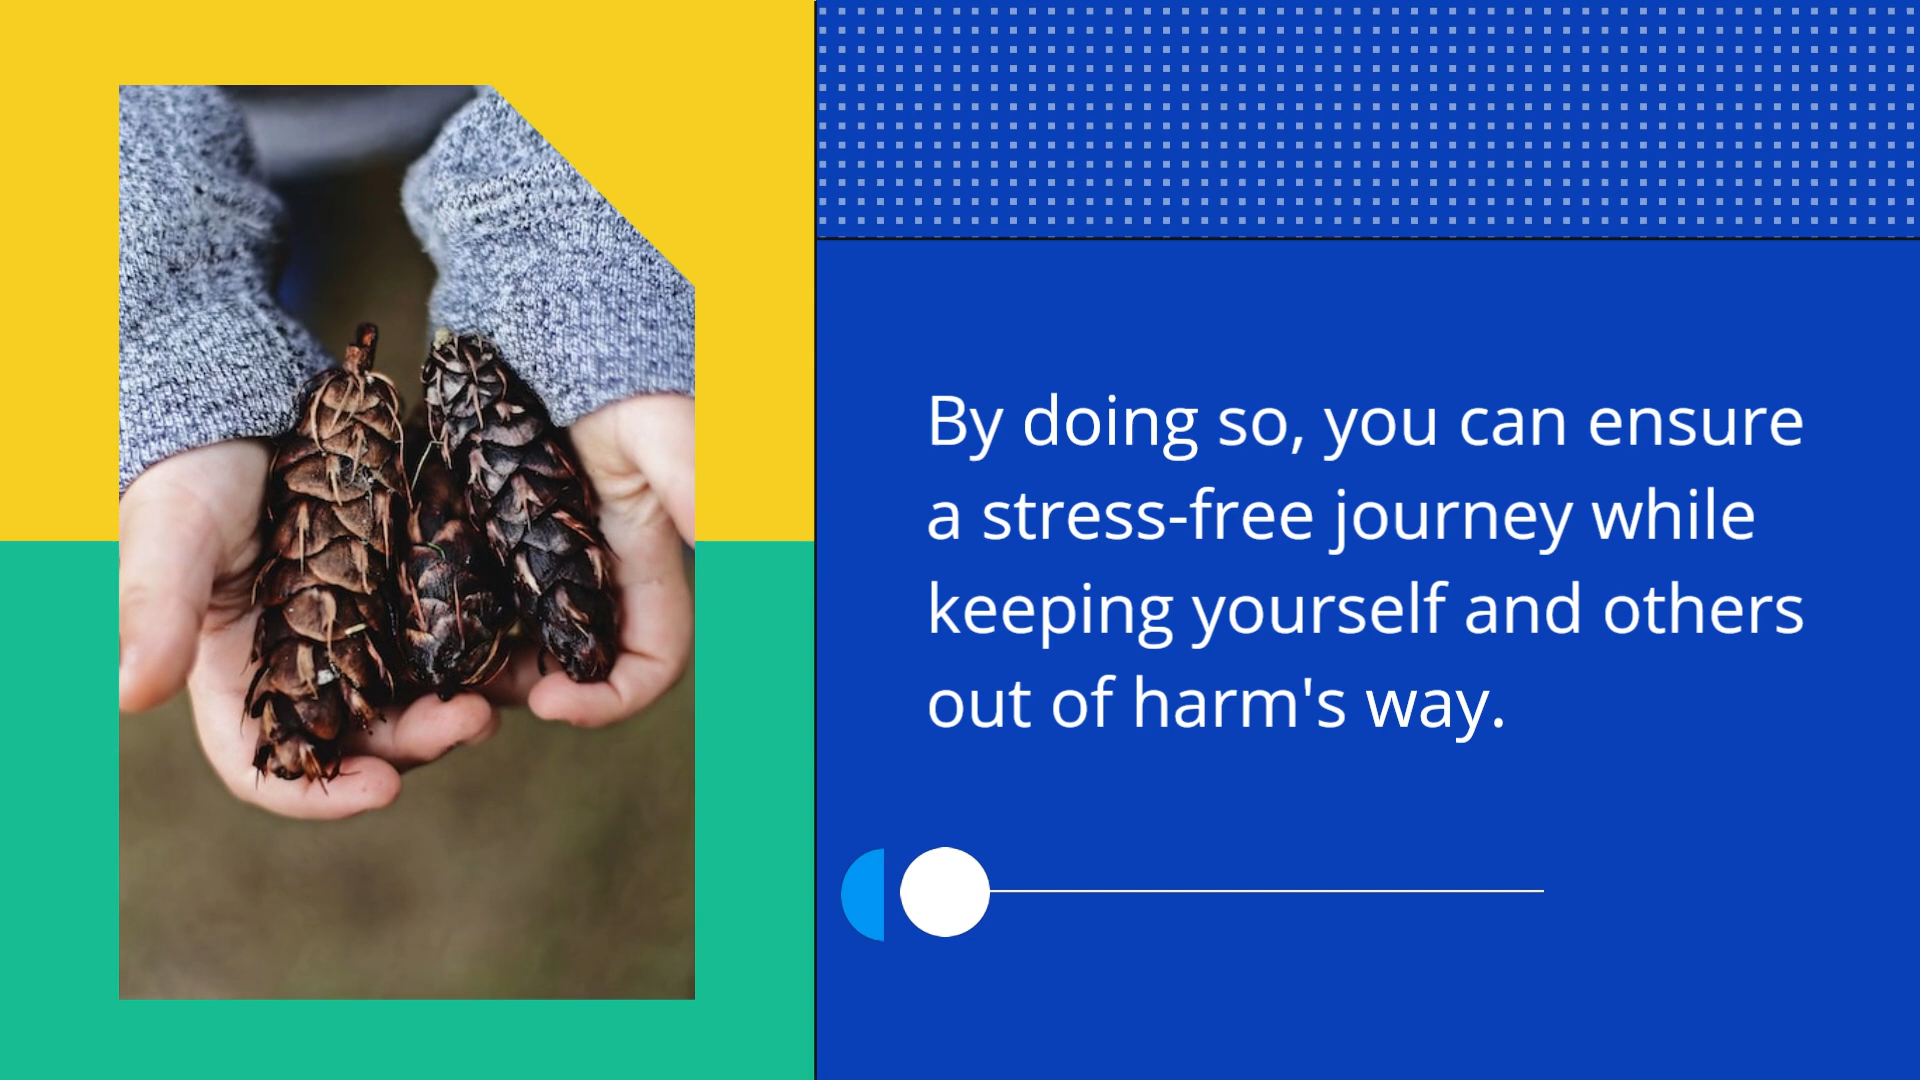 By doing so, you can ensure
a stress-free journey while
keeping yourself and others
out of harm's way.